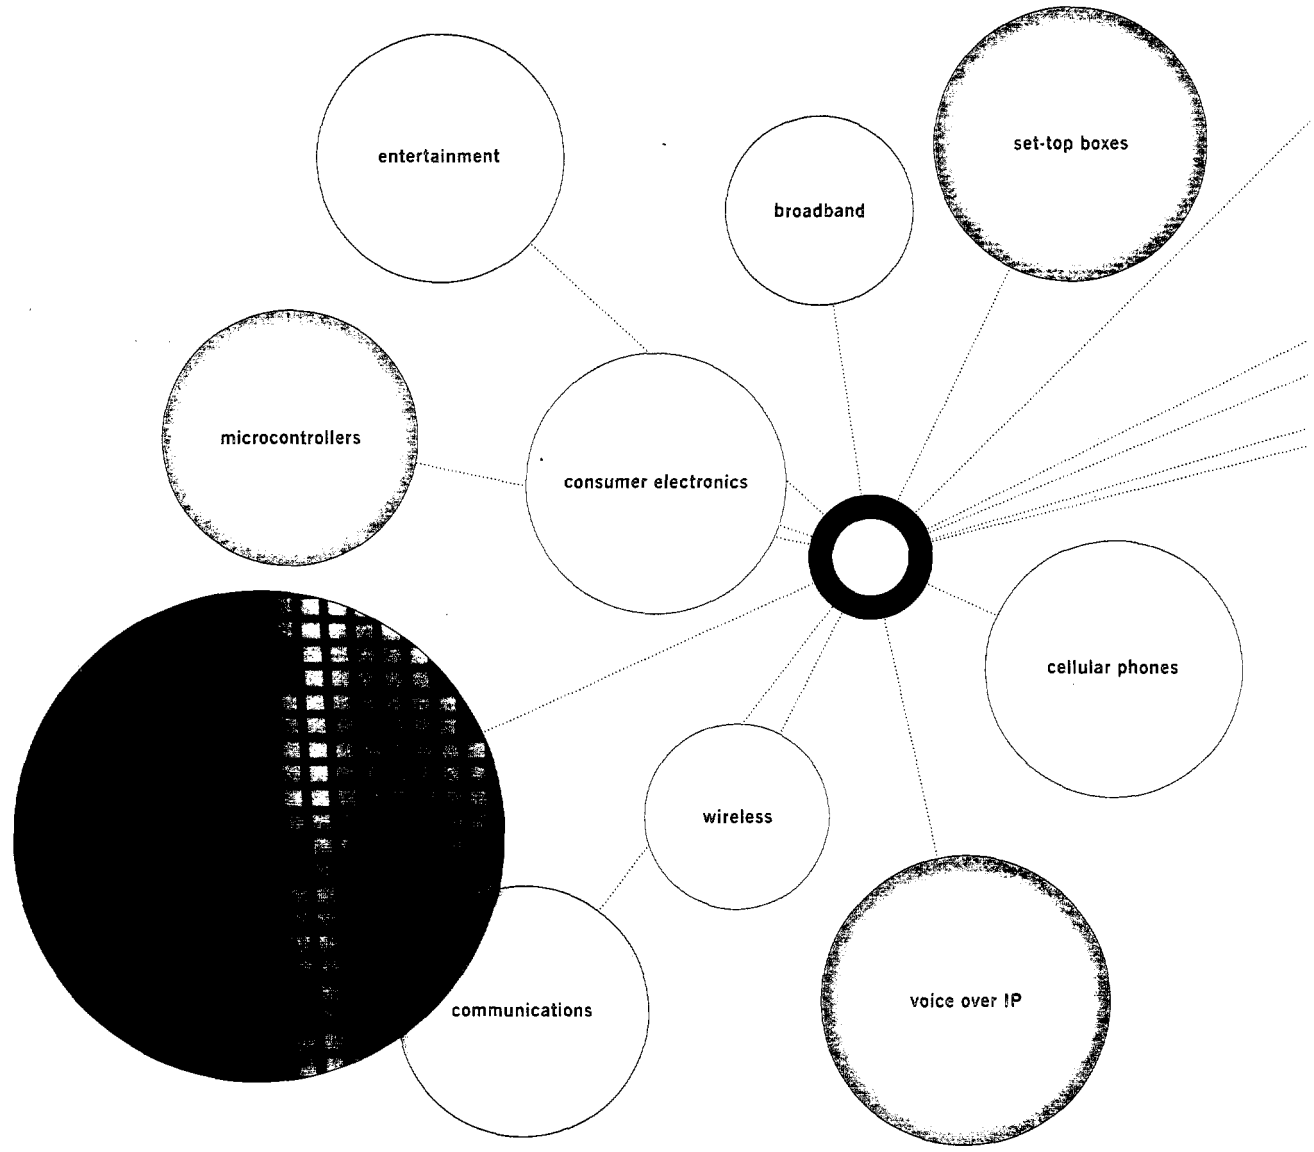 entertainment
set-top boxes
broadband
microcontrollers
consumer electronics
cellular phones
wireless
communications
voice over IP